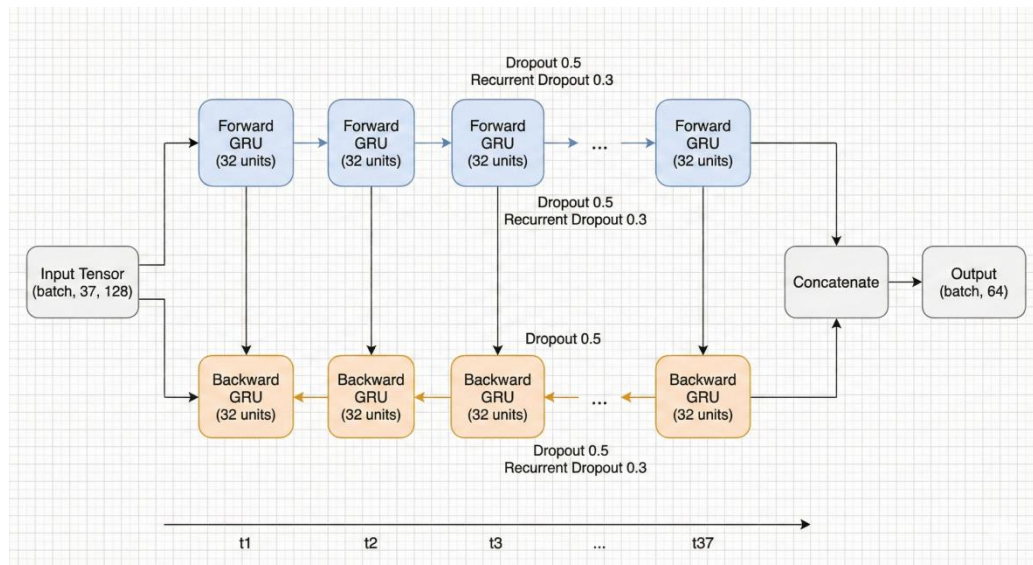 Dropout 0.5
Recurrent Dropout 0.3
Forward
GRU
(32 units)
Forward
GRU
(32 units)
Forward
GRU
(32 units)
...
Forward
GRU
(32 units)
Dropout 0.5
Recurrent Dropout 0.3
Input Tensor
(batch, 37, 128)
Concatenate
Output
(batch, 64)
Dropout 0.5
Backward
GRU
(32 units)
Backward
GRU
(32 units)
Backward
GRU
(32 units)
...
Backward
GRU
(32 units)
Dropout 0.5
Recurrent Dropout 0.3
t1
t2
t3
...
t37